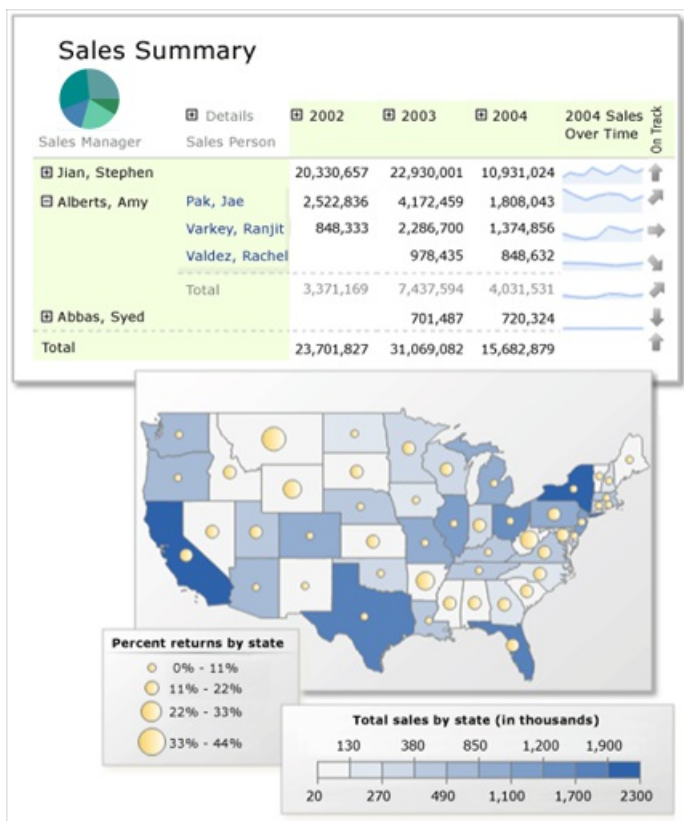 Sales Summary
Details 2002 2003 2004 2004 Sales Over Time On Track
Sales Manager Sales Person
Jian, Stephen 20,330,657 22,930,001 10,931,024
Alberts, Amy Pak, Jae 2,522,836 4,172,459 1,808,043
Varkey, Ranjit 848,333 2,286,700 1,374,856
Valdez, Rachel 978,435 848,632
Total 3,371,169 7,437,594 4,031,531
Abbas, Syed 701,487 720,324
Total 23,701,827 31,069,082 15,682,879
Percent returns by state
0% - 11%
11% - 22%
22% - 33%
33% - 44%
Total sales by state (in thousands)
130 380 850 1,200 1,900
20 270 490 1,100 1,700 2300